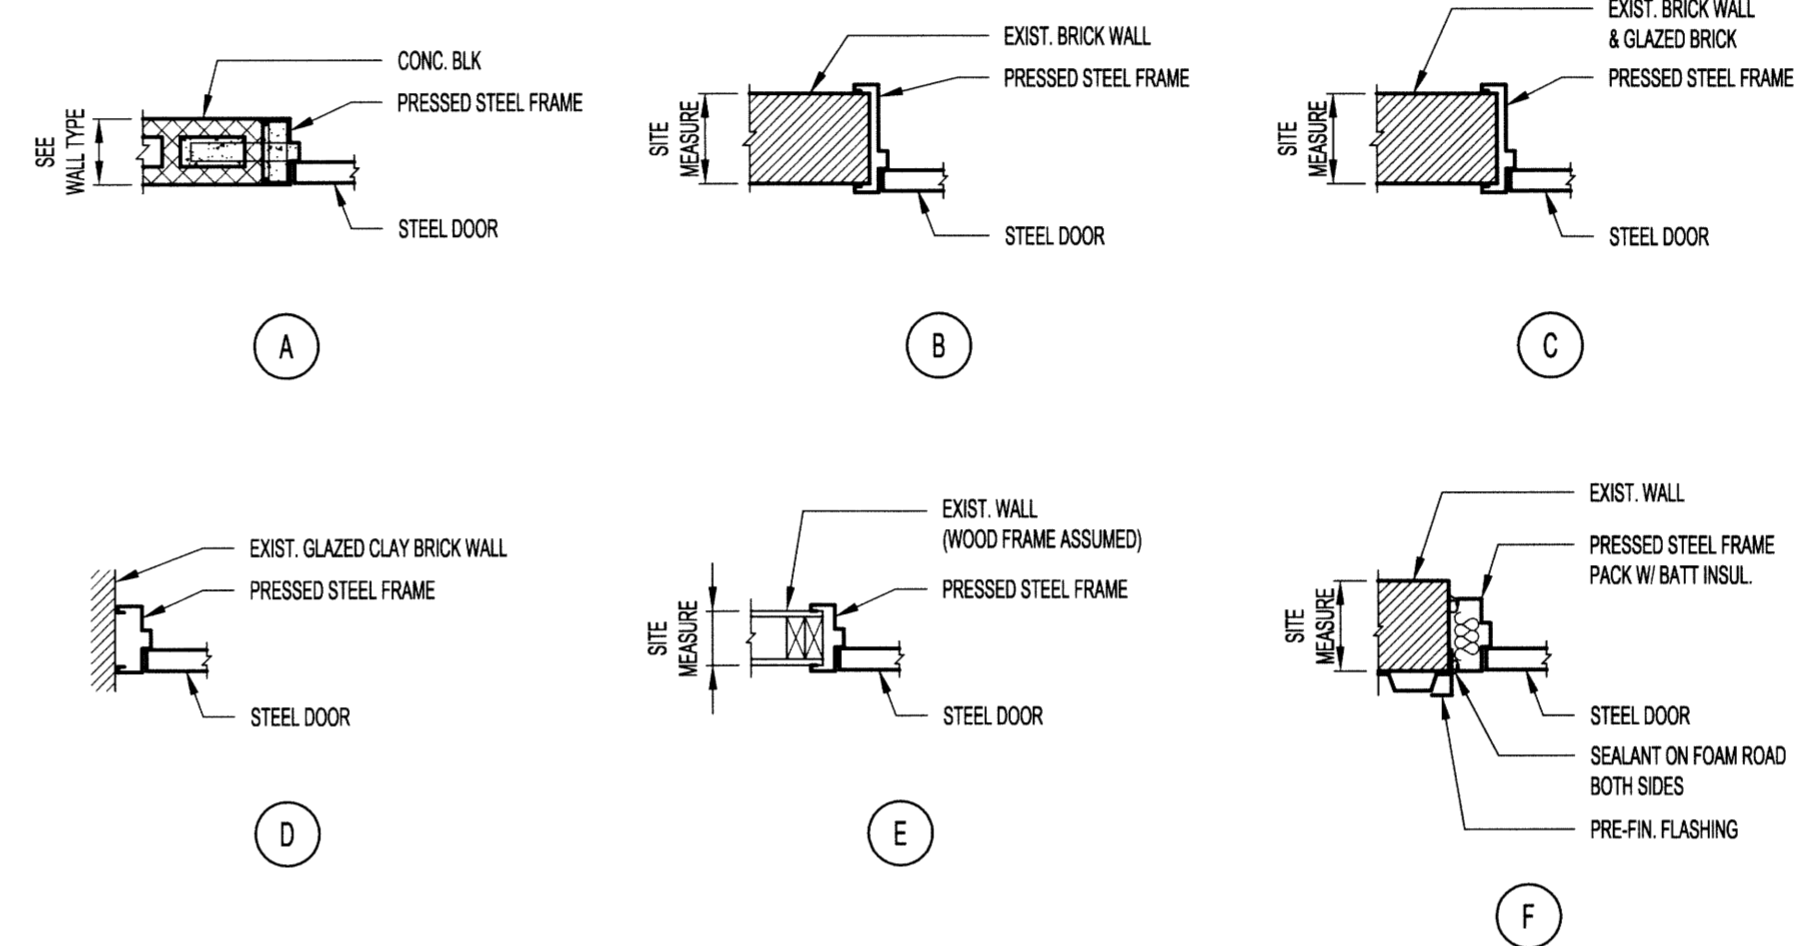 CONC. BLK
PRESSED STEEL FRAME
SEE
WALL TYPE
STEEL DOOR
A
EXIST. BRICK WALL
PRESSED STEEL FRAME
SITE
MEASURE
STEEL DOOR
B
EXIST. BRICK WALL
& GLAZED BRICK
PRESSED STEEL FRAME
SITE
MEASURE
STEEL DOOR
C
EXIST. GLAZED CLAY BRICK WALL
PRESSED STEEL FRAME
STEEL DOOR
D
EXIST. WALL
(WOOD FRAME ASSUMED)
PRESSED STEEL FRAME
SITE
MEASURE
STEEL DOOR
E
EXIST. WALL
PRESSED STEEL FRAME
PACK W/ BATT INSUL.
SITE
MEASURE
STEEL DOOR
SEALANT ON FOAM ROAD
BOTH SIDES
PRE-FIN. FLASHING
F